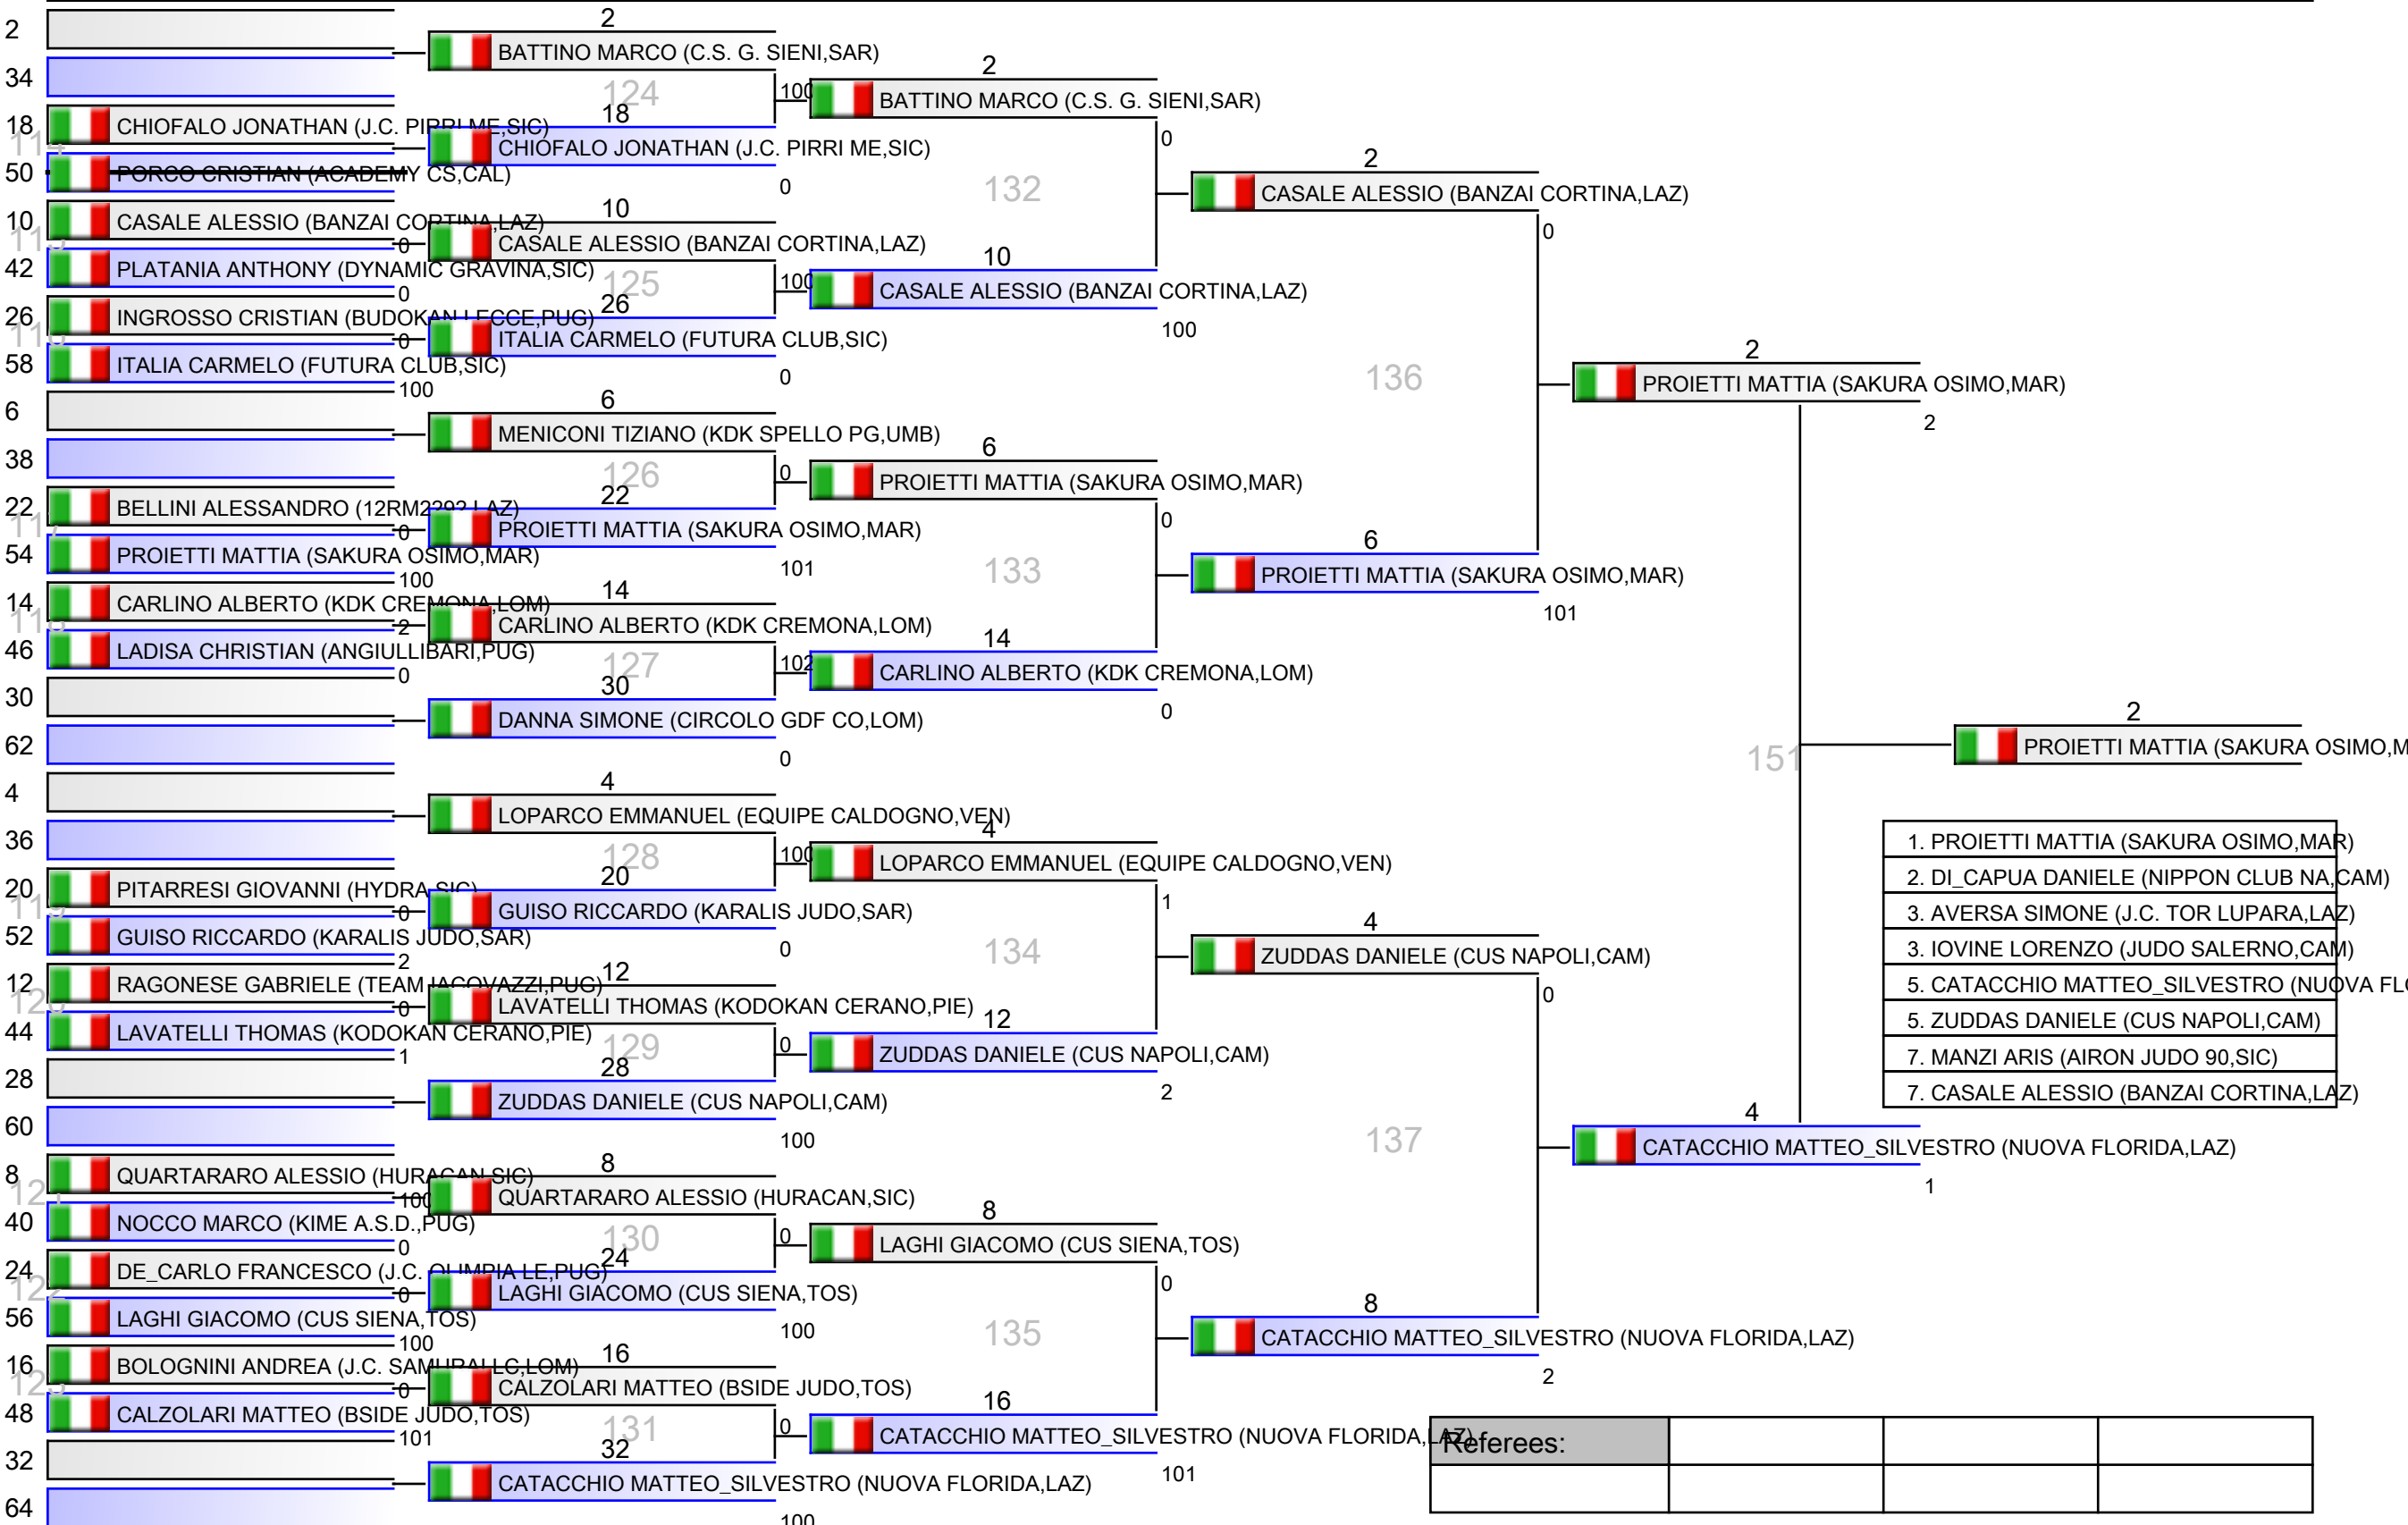 2
34
18 CHIOFALO JONATHAN (J.C. PIRRI ME,SIC)
50 PORCO CRISTIAN (ACADEMY CS,CAL)
10 CASALE ALESSIO (BANZAI CORTINA,LAZ)
0
42 PLATANIA ANTHONY (DYNAMIC GRAVINA,SIC)
0
26 INGROSSO CRISTIAN (BUDOKAN LECCE,PUG)
0
58 ITALIA CARMELO (FUTURA CLUB,SIC)
100
6
38
22 BELLINI ALESSANDRO (12RM2292,LAZ)
0
54 PROIETTI MATTIA (SAKURA OSIMO,MAR)
100
14 CARLINO ALBERTO (KDK CREMONA,LOM)
2
46 LADISA CHRISTIAN (ANGIULLIBARI,PUG)
0
30
62
4
36
20 PITARRESI GIOVANNI (HYDRA,SIC)
0
52 GUISO RICCARDO (KARALIS JUDO,SAR)
2
12 RAGONESE GABRIELE (TEAM IACOVAZZI,PUG)
0
44 LAVATELLI THOMAS (KODOKAN CERANO,PIE)
1
28
60
8 QUARTARARO ALESSIO (HURACAN,SIC)
100
40 NOCCO MARCO (KIME A.S.D.,PUG)
0
24 DE_CARLO FRANCESCO (J.C. OLIMPIA LE,PUG)
0
56 LAGHI GIACOMO (CUS SIENA,TOS)
100
16 BOLOGNINI ANDREA (J.C. SAMURAI LC,LOM)
0
48 CALZOLARI MATTEO (BSIDE JUDO,TOS)
101
32
64
2
BATTINO MARCO (C.S. G. SIENI,SAR)
124
100
18
CHIOFALO JONATHAN (J.C. PIRRI ME,SIC)
0
10
CASALE ALESSIO (BANZAI CORTINA,LAZ)
125
100
26
ITALIA CARMELO (FUTURA CLUB,SIC)
0
6
MENICONI TIZIANO (KDK SPELLO PG,UMB)
126
0
22
PROIETTI MATTIA (SAKURA OSIMO,MAR)
101
14
CARLINO ALBERTO (KDK CREMONA,LOM)
127
102
30
DANNA SIMONE (CIRCOLO GDF CO,LOM)
0
4
LOPARCO EMMANUEL (EQUIPE CALDOGNO,VEN)
128
100
20
GUISO RICCARDO (KARALIS JUDO,SAR)
0
12
LAVATELLI THOMAS (KODOKAN CERANO,PIE)
129
0
28
ZUDDAS DANIELE (CUS NAPOLI,CAM)
100
8
QUARTARARO ALESSIO (HURACAN,SIC)
130
0
24
LAGHI GIACOMO (CUS SIENA,TOS)
100
16
CALZOLARI MATTEO (BSIDE JUDO,TOS)
131
0
32
CATACCHIO MATTEO_SILVESTRO (NUOVA FLORIDA,LAZ)
100
2
BATTINO MARCO (C.S. G. SIENI,SAR)
0
132
10
CASALE ALESSIO (BANZAI CORTINA,LAZ)
100
6
PROIETTI MATTIA (SAKURA OSIMO,MAR)
0
133
14
CARLINO ALBERTO (KDK CREMONA,LOM)
0
4
LOPARCO EMMANUEL (EQUIPE CALDOGNO,VEN)
1
134
12
ZUDDAS DANIELE (CUS NAPOLI,CAM)
2
8
LAGHI GIACOMO (CUS SIENA,TOS)
0
135
16
CATACCHIO MATTEO_SILVESTRO (NUOVA FLORIDA,LAZ)
101
2
CASALE ALESSIO (BANZAI CORTINA,LAZ)
0
136
6
PROIETTI MATTIA (SAKURA OSIMO,MAR)
101
4
ZUDDAS DANIELE (CUS NAPOLI,CAM)
0
137
8
CATACCHIO MATTEO_SILVESTRO (NUOVA FLORIDA,LAZ)
2
2
PROIETTI MATTIA (SAKURA OSIMO,MAR)
2
151
4
CATACCHIO MATTEO_SILVESTRO (NUOVA FLORIDA,LAZ)
1
2
PROIETTI MATTIA (SAKURA OSIMO,M
1. PROIETTI MATTIA (SAKURA OSIMO,MAR)
2. DI_CAPUA DANIELE (NIPPON CLUB NA,CAM)
3. AVERSA SIMONE (J.C. TOR LUPARA,LAZ)
3. IOVINE LORENZO (JUDO SALERNO,CAM)
5. CATACCHIO MATTEO_SILVESTRO (NUOVA FLO
5. ZUDDAS DANIELE (CUS NAPOLI,CAM)
7. MANZI ARIS (AIRON JUDO 90,SIC)
7. CASALE ALESSIO (BANZAI CORTINA,LAZ)
Referees: